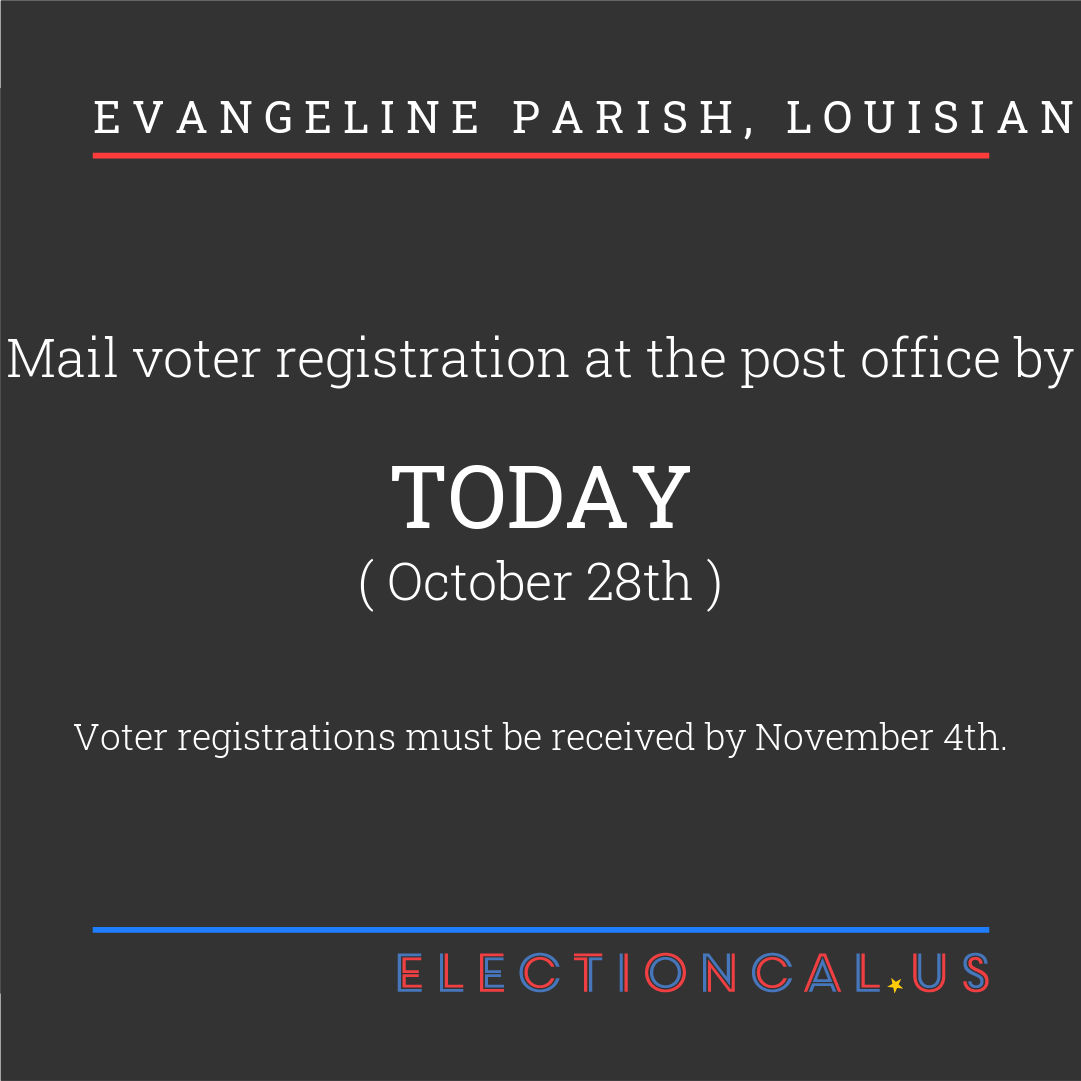 EVANGELINE PARISH, LOUISIAN
Mail voter registration at the post office by
TODAY
( October 28th )
Voter registrations must be received by November 4th.
ELECTIONCAL.US